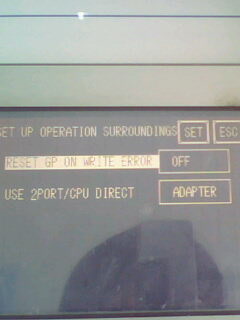 SET UP OPERATION SURROUNDINGS SET ESC
RESET GP ON WRITE ERROR OFF
USE 2PORT/CPU DIRECT ADAPTER